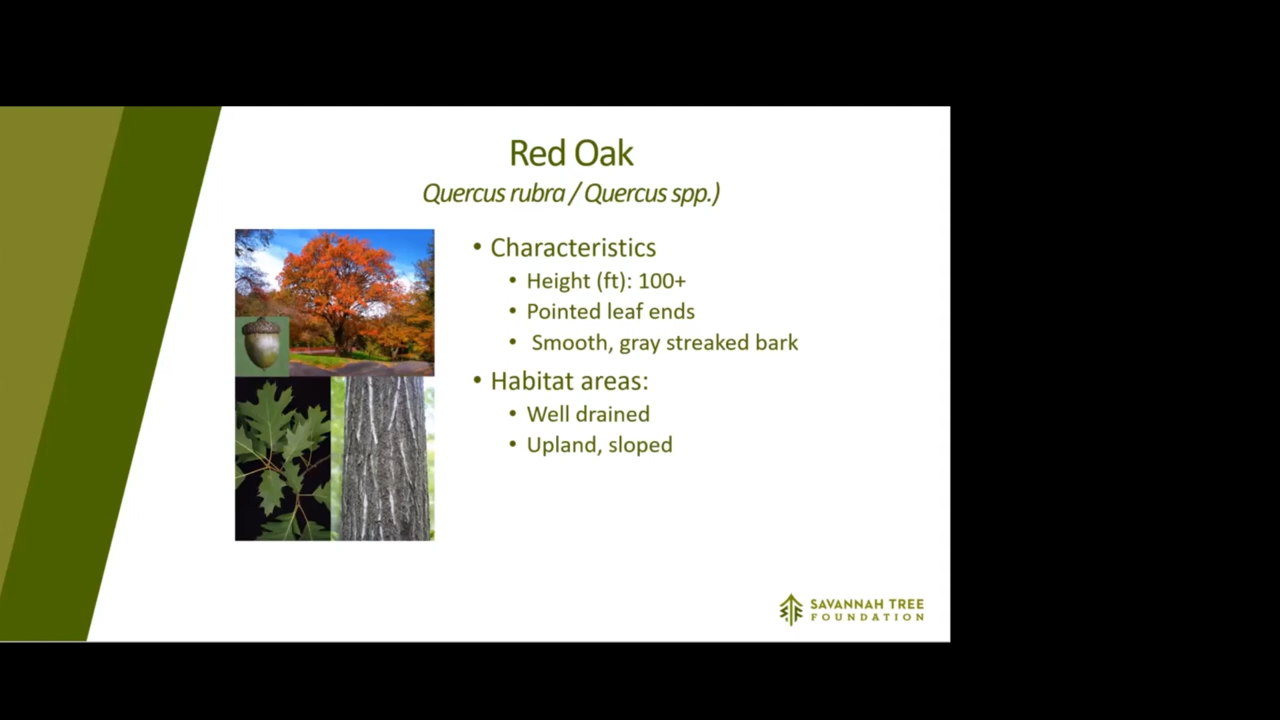 Red Oak
Quercus rubra / Quercus spp.)
• Characteristics
• Height (ft): 100+
• Pointed leaf ends
• Smooth, gray streaked bark
• Habitat areas:
• Well drained
• Upland, sloped
SAVANNAH TREE
FOUNDATION